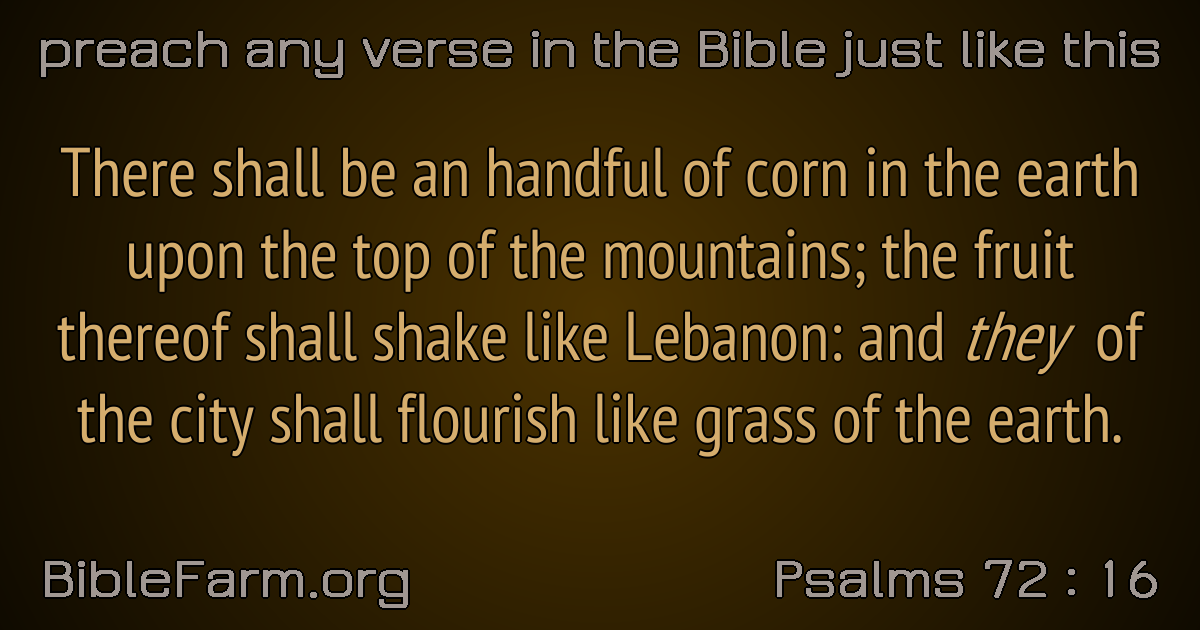 preach any verse in the Bible just like this
There shall be an handful of corn in the earth
upon the top of the mountains; the fruit
thereof shall shake like Lebanon: and they of
the city shall flourish like grass of the earth.
BibleFarm.org
Psalms 72 : 16